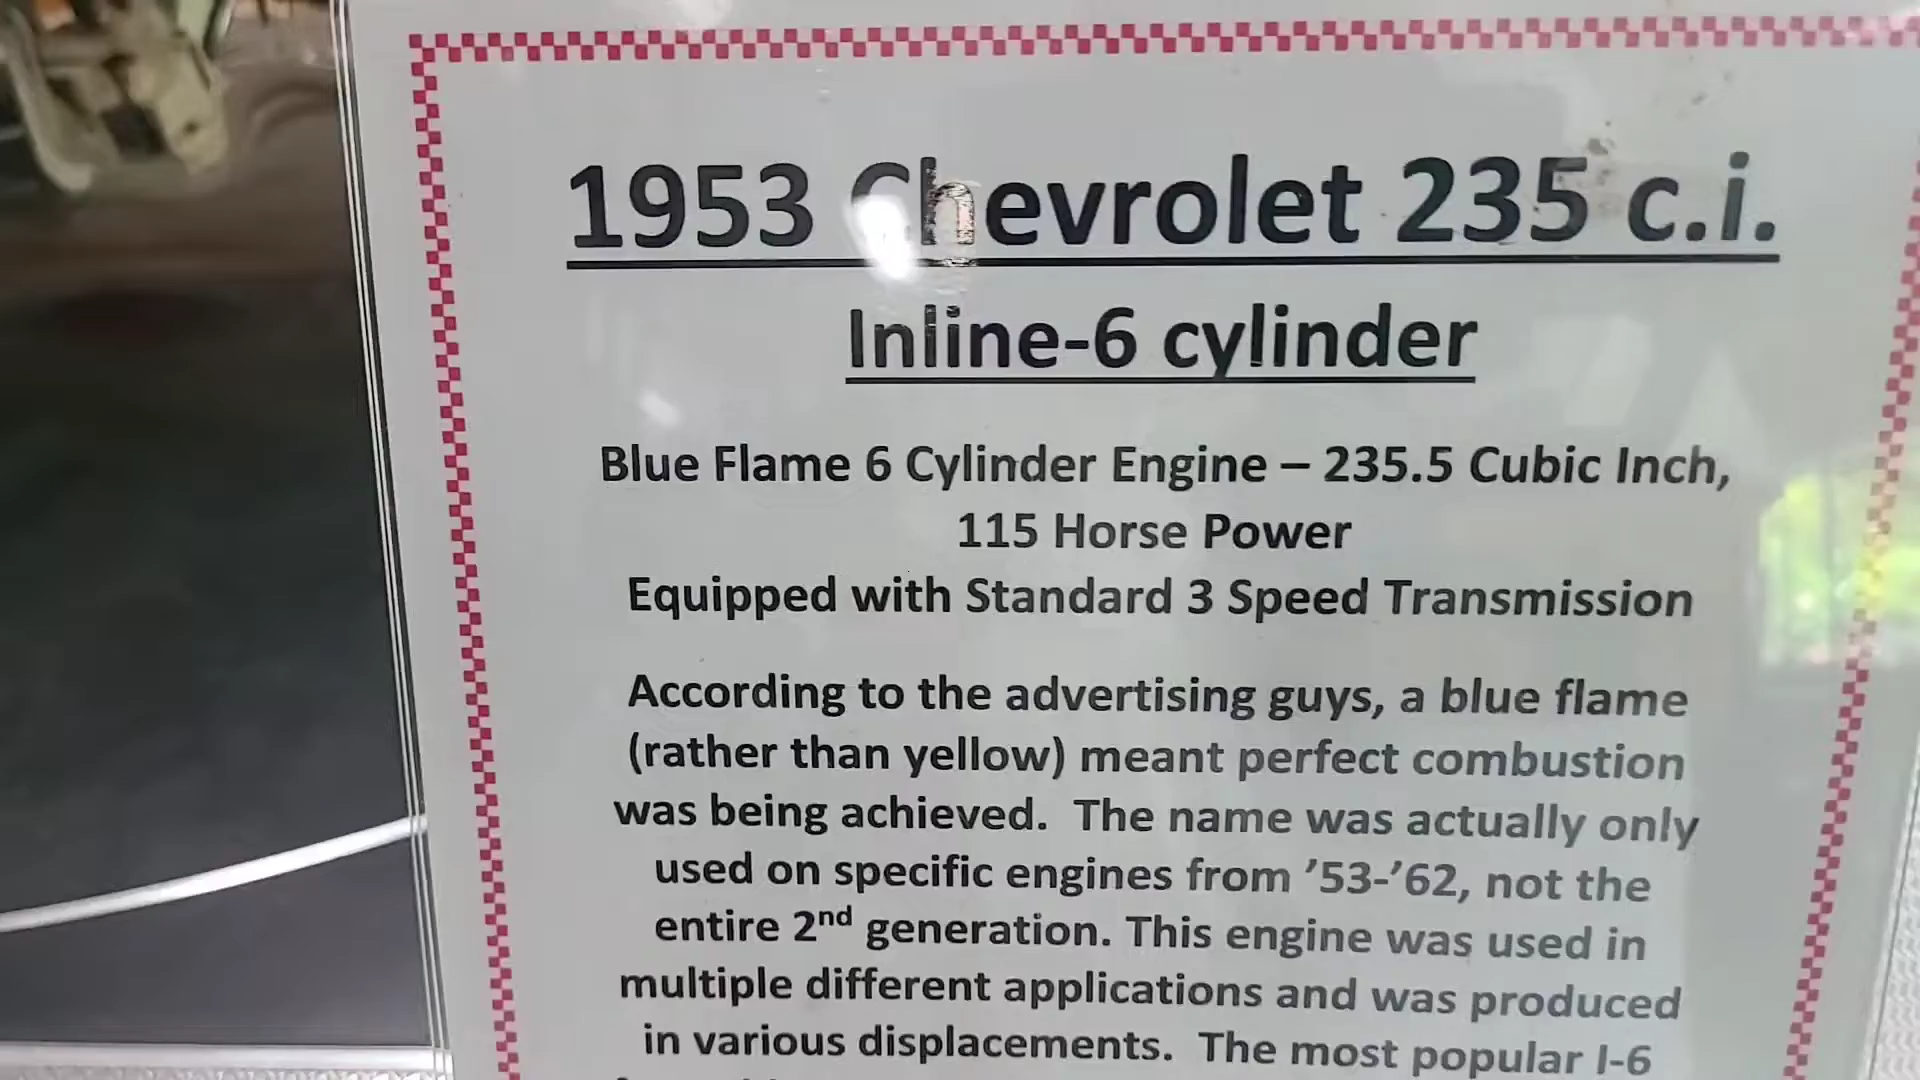 1953 Chevrolet 235 c.i.
Inline-6 cylinder
Blue Flame 6 Cylinder Engine – 235.5 Cubic Inch,
115 Horse Power
Equipped with Standard 3 Speed Transmission
According to the advertising guys, a blue flame
(rather than yellow) meant perfect combustion
was being achieved.  The name was actually only
used on specific engines from ’53-’62, not the
entire 2nd generation. This engine was used in
multiple different applications and was produced
in various displacements.  The most popular I-6